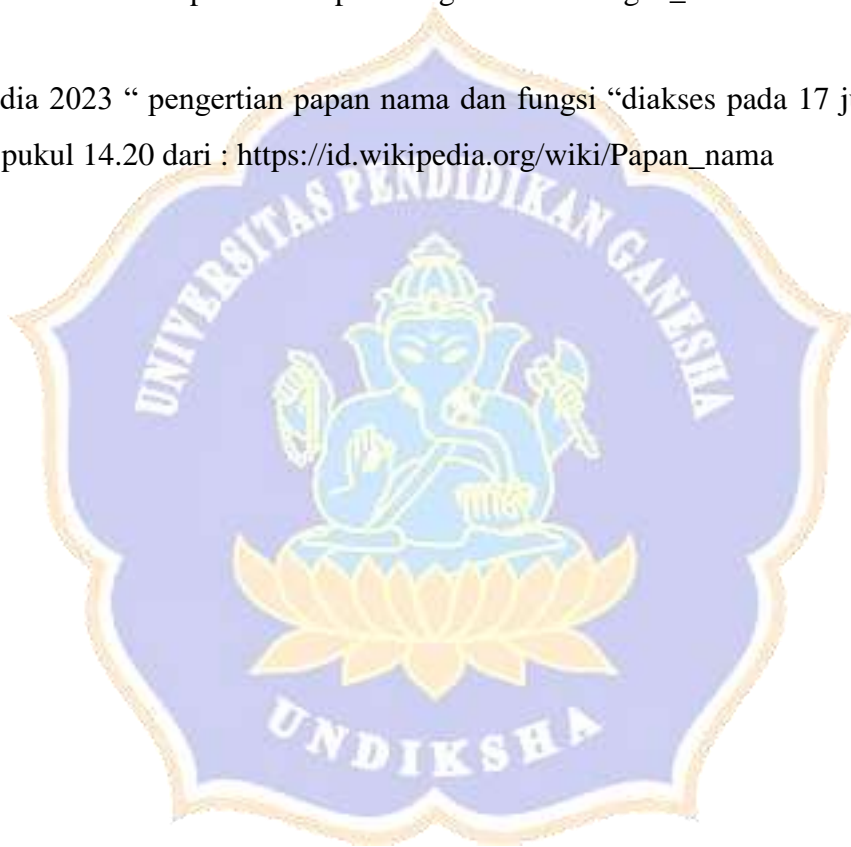 dia 2023 “ pengertian papan nama dan fungsi “diakses pada 17 j
pukul 14.20 dari : https://id.wikipedia.org/wiki/Papan_nama
UNIVERSITAS PENDIDIKAN GANESHA
UNDIKSHA